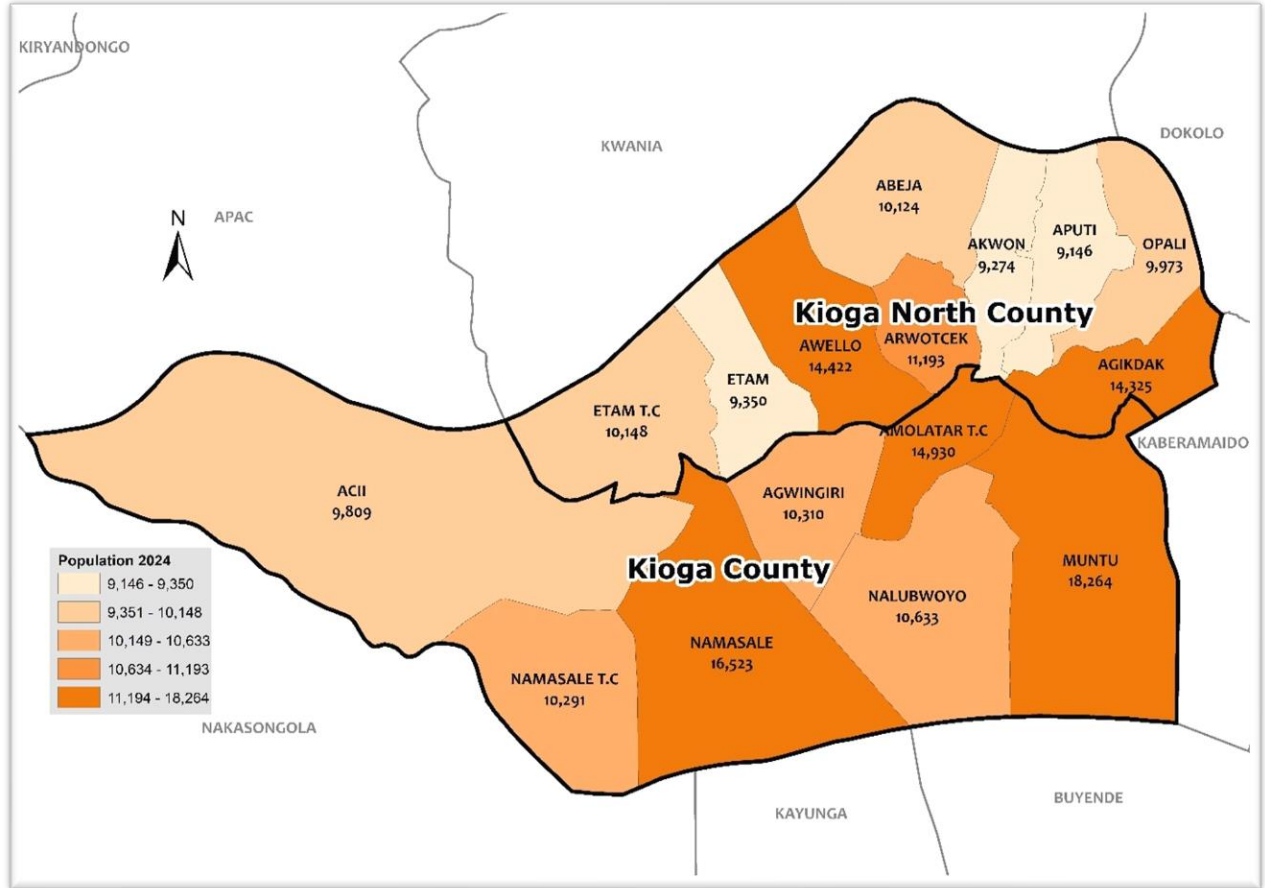 KIRYANDONGO
KWANIA
DOKOLO
APAC
N
ABEJA
10,124
AKWON
9,274
APUTI
9,146
OPALI
9,973
Kioga North County
AWELLO
14,422
ARWOTCEK
11,193
AGIKDAK
14,325
ETAM
9,350
ETAM T.C
10,148
AMOLATAR T.C
14,930
KABERAMAIDO
ACII
9,809
AGWINGIRI
10,310
Kioga County
MUNTU
18,264
NALUBWOYO
10,633
NAMASALE
16,523
NAMASALE T.C
10,291
Population 2024
9,146 - 9,350
9,351 - 10,148
10,149 - 10,633
10,634 - 11,193
11,194 - 18,264
NAKASONGOLA
KAYUNGA
BUYENDE